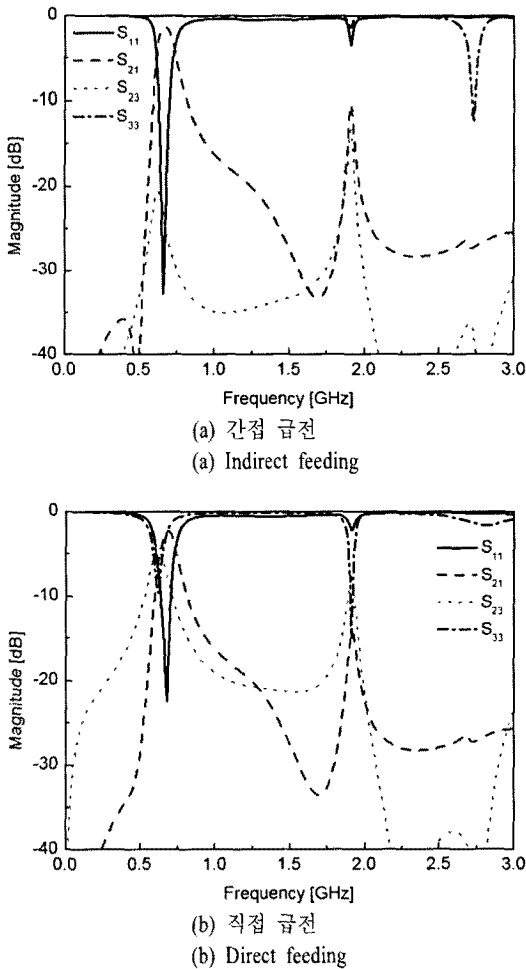 0
-10
-20
-30
-40
Magnitude [dB]
S11
S21
S23
S33
0.0 0.5 1.0 1.5 2.0 2.5 3.0
Frequency [GHz]
(a) 간접 급전
(a) Indirect feeding
0
-10
-20
-30
-40
Magnitude [dB]
S11
S21
S23
S33
0.0 0.5 1.0 1.5 2.0 2.5 3.0
Frequency [GHz]
(b) 직접 급전
(b) Direct feeding